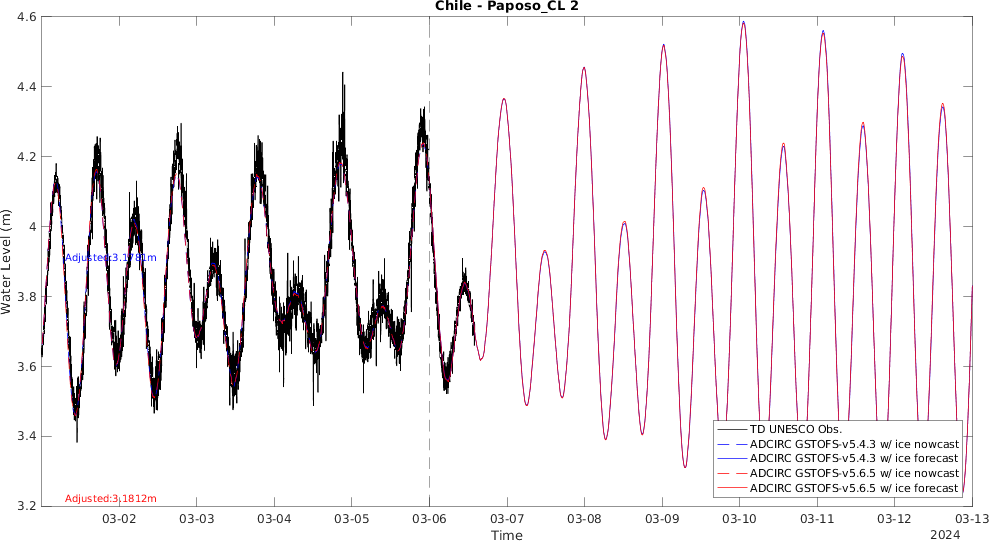 Chile - Paposo_CL 2
4.6
4.4
4.2
4
3.8
3.6
3.4
3.2
Water Level (m)
Adjusted:3.1781m
Adjusted:3.1812m
TD UNESCO Obs.
ADCIRC GSTOFS-v5.4.3 w/ ice nowcast
ADCIRC GSTOFS-v5.4.3 w/ ice forecast
ADCIRC GSTOFS-v5.6.5 w/ ice nowcast
ADCIRC GSTOFS-v5.6.5 w/ ice forecast
03-02 03-03 03-04 03-05 03-06 03-07 03-08 03-09 03-10 03-11 03-12 03-13
Time
2024